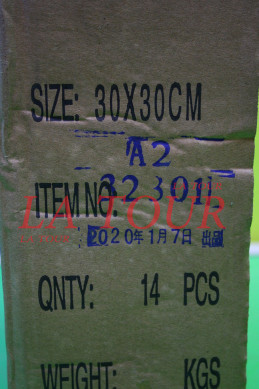 SIZE: 30X30CM
A2
ITEM NO.: 32301
LA TOUR
2020年1月7日
QNTY: 14 PCS
WEIGHT: KGS